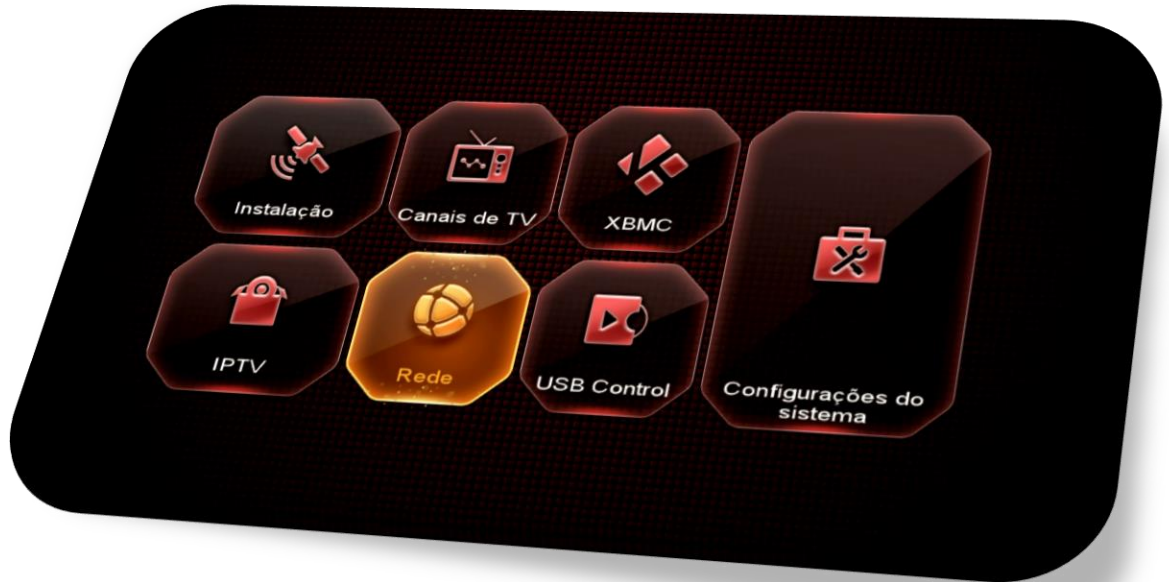 Instalação
Canais de TV
XBMC
IPTV
Rede
USB Control
Configurações do
sistema